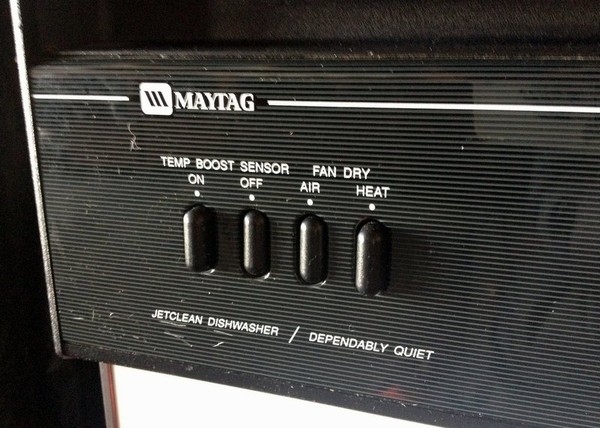 MAYTAG
TEMP BOOST SENSOR FAN DRY
ON OFF AIR HEAT
JETCLEAN DISHWASHER / DEPENDABLY QUIET